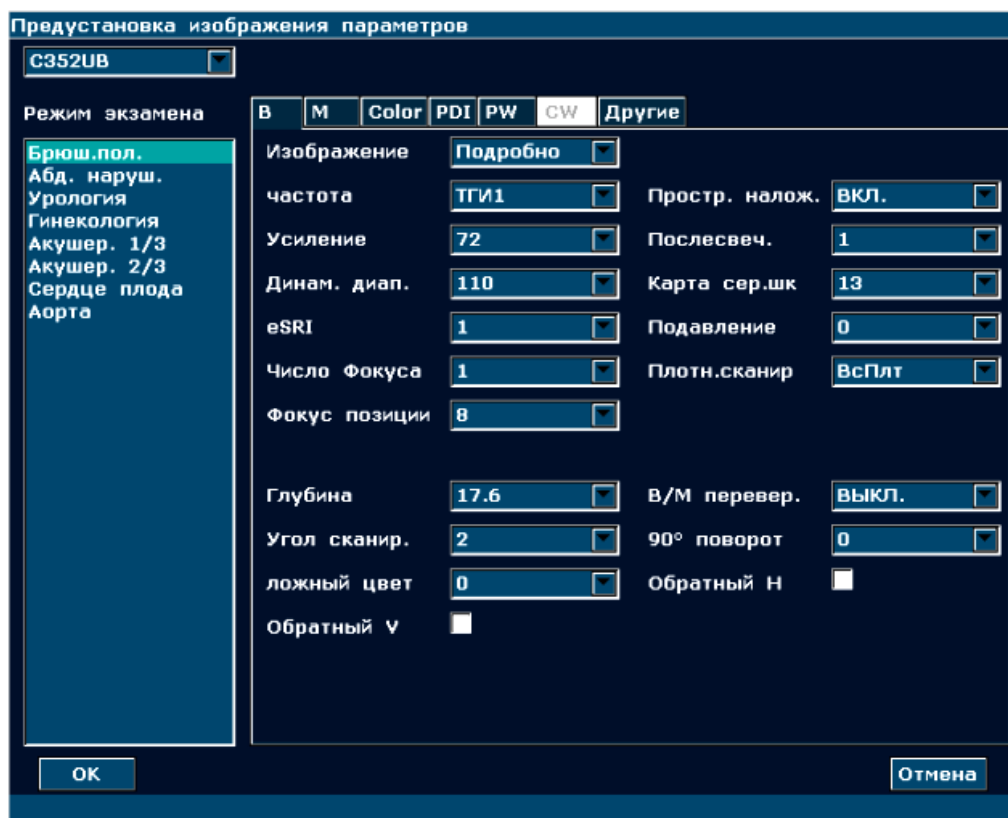 Предустановка изображения параметров
C352UB
Режим экзамена
Брюш.пол.
Абд. наруш.
Урология
Гинекология
Акушер. 1/3
Акушер. 2/3
Сердце плода
Аорта
B M Color PDI PW CW Другие
Изображение Подробно
частота ТГИ1 Простр. налож. ВКЛ.
Усиление 72 Послесвеч. 1
Динам. диап. 110 Карта сер.шк 13
eSRI 1 Подавление 0
Число Фокуса 1 Плотн.сканир ВсПлт
Фокус позиции 8
Глубина 17.6 В/М перевер. ВЫКЛ.
Угол сканир. 2 90° поворот 0
ложный цвет 0 Обратный H
Обратный V
OK Отмена